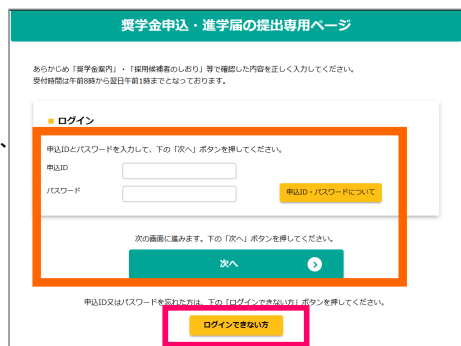 奨学金申込・進学届の提出専用ページ
あらかじめ「奨学金案内」・「採用候補者のしおり」等で確認した内容を正しく入力してください。
受付時間は午前8時から翌日午前1時までとなっております。
ログイン
、
申込IDとパスワードを入力して、下の「次へ」ボタンを押してください。
申込ID
パスワード
申込ID・パスワードについて
次の画面に進みます。下の「次へ」ボタンを押してください。
次へ
申込ID又はパスワードを忘れた方は、下の「ログインできない方」ボタンを押してください。
ログインできない方